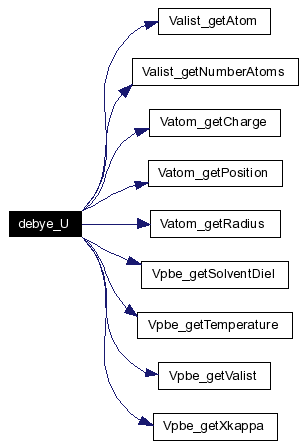 Valist_getAtom
Valist_getNumberAtoms
Vatom_getCharge
Vatom_getPosition
debye_U
Vatom_getRadius
Vpbe_getSolventDiel
Vpbe_getTemperature
Vpbe_getValist
Vpbe_getXkappa